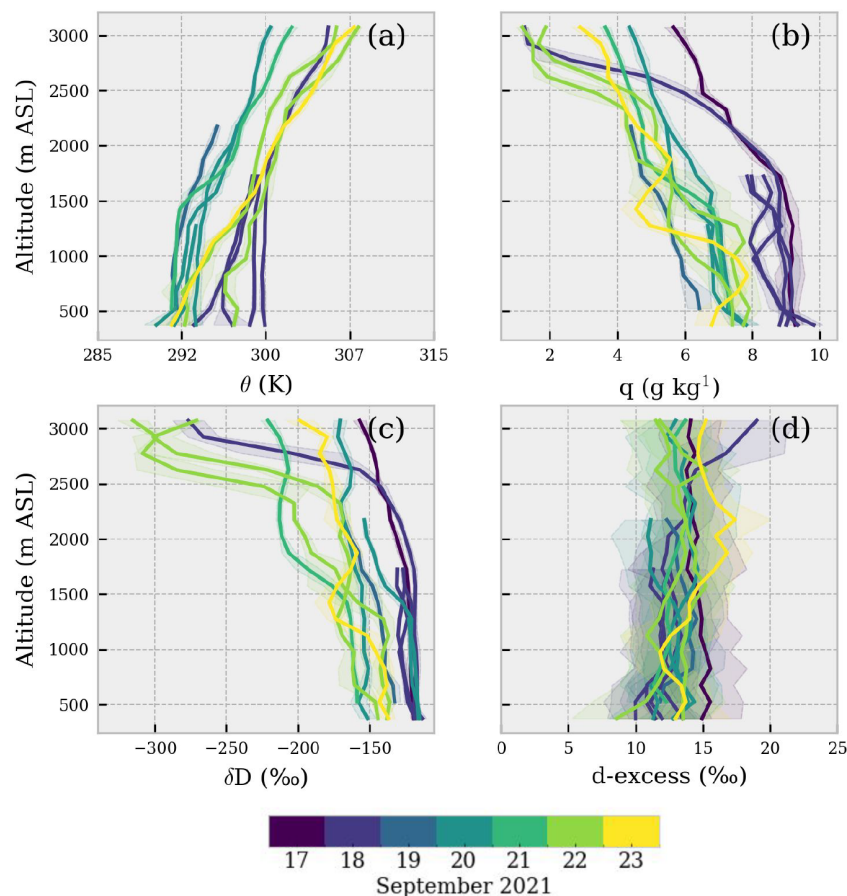 (a)
(b)
3000
2500
2000
1500
1000
500
Altitude (m ASL)
285 292 300 307 315
2 4 6 8 10
θ (K)
q (g kg¹)
(c)
(d)
3000
2500
2000
1500
1000
500
Altitude (m ASL)
−300 −250 −200 −150
0 5 10 15 20 25
δD (‰)
d-excess (‰)
17 18 19 20 21 22 23
September 2021